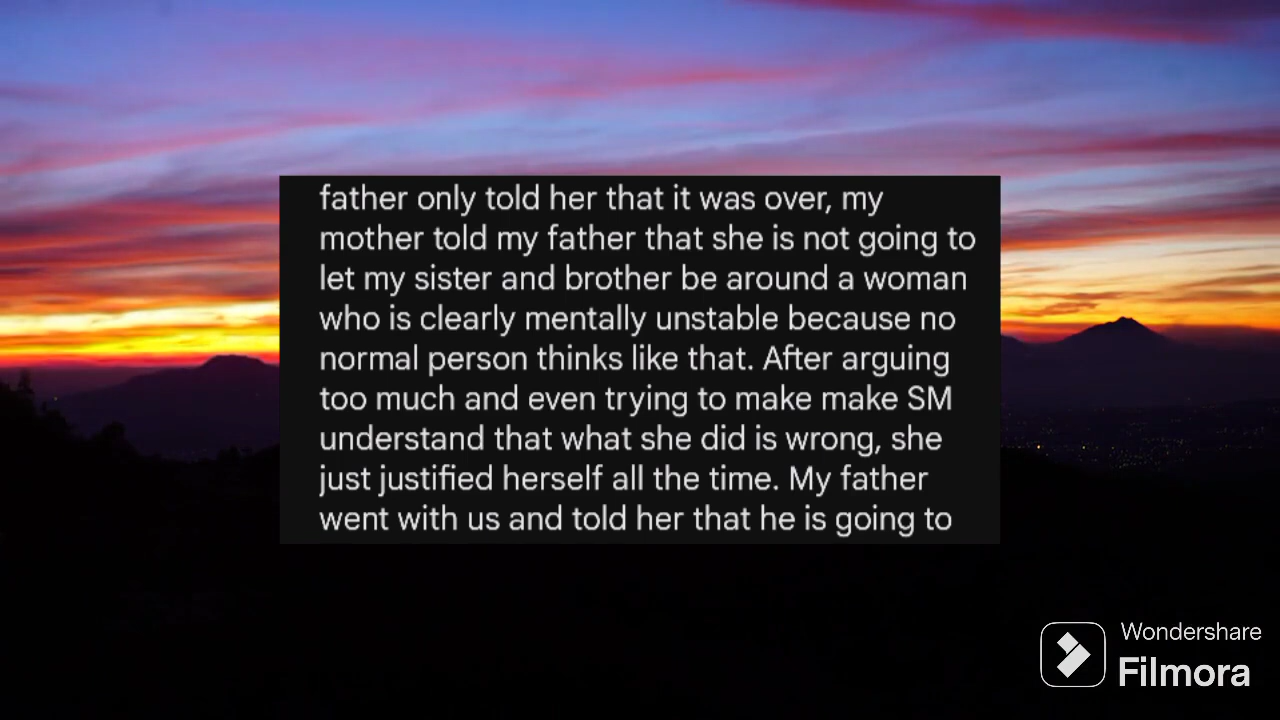 father only told her that it was over, my
mother told my father that she is not going to
let my sister and brother be around a woman
who is clearly mentally unstable because no
normal person thinks like that. After arguing
too much and even trying to make make SM
understand that what she did is wrong, she
just justified herself all the time. My father
went with us and told her that he is going to
Wondershare
Filmora